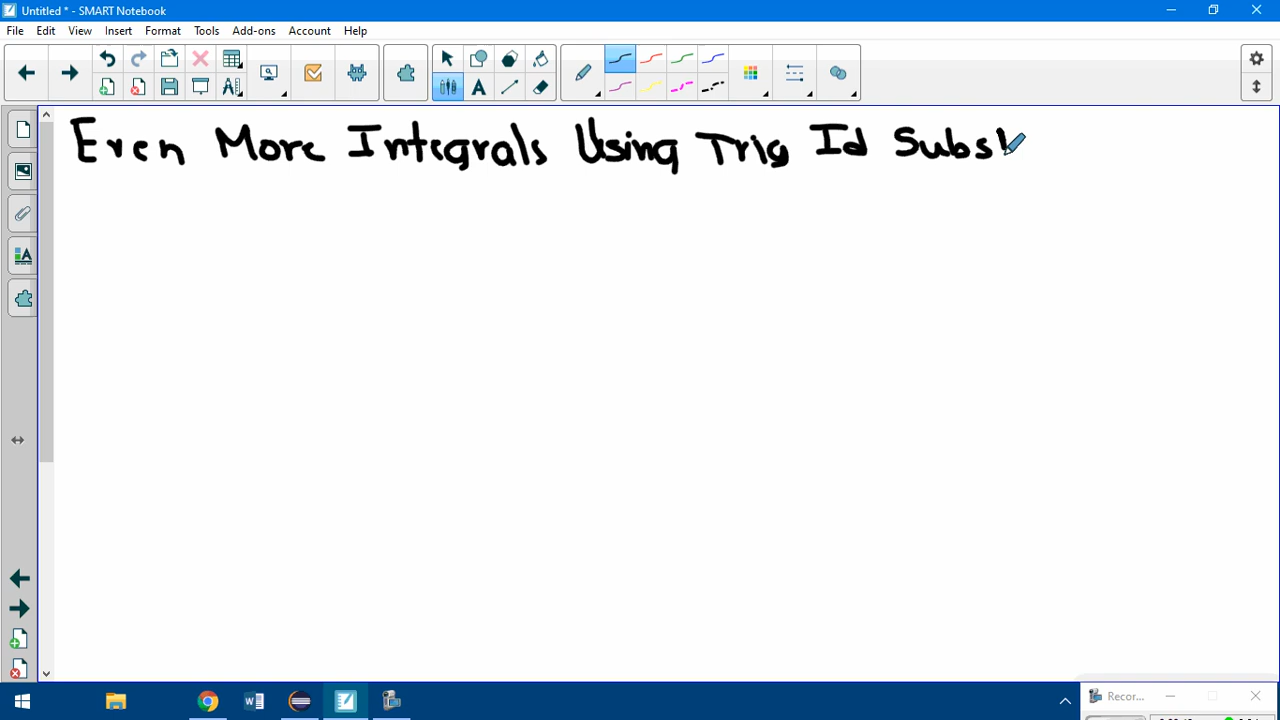 Untitled * - SMART Notebook
File Edit View Insert Format Tools Add-ons Account Help
Even More Integrals Using Trig Id Subst
Recor...